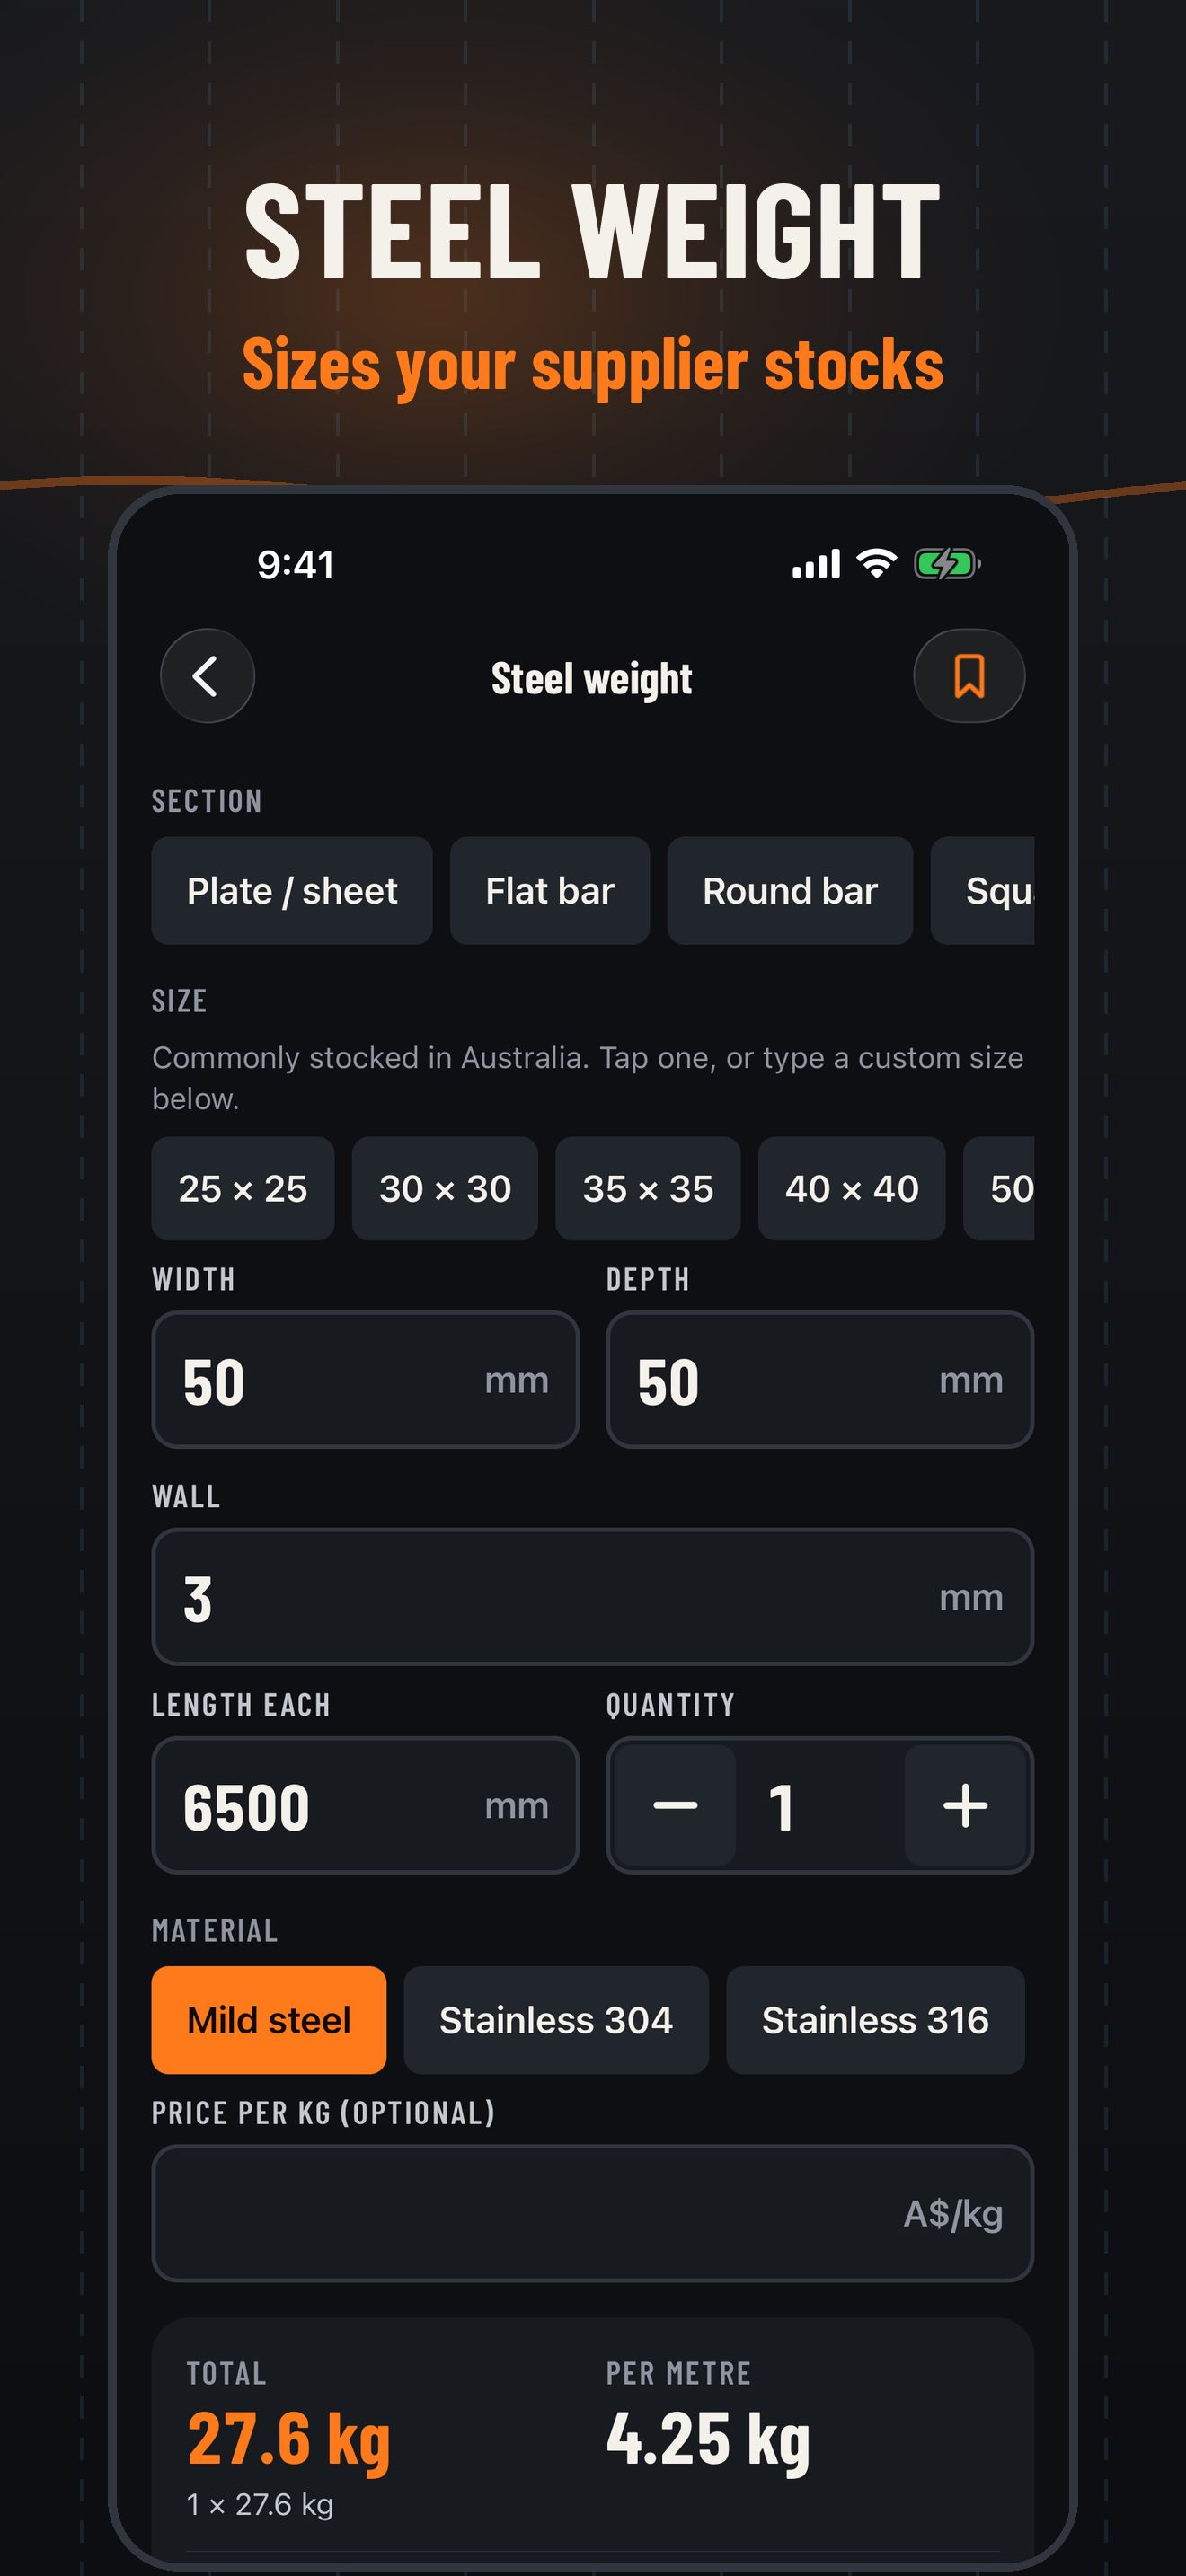 STEEL WEIGHT
Sizes your supplier stocks
9:41
Steel weight
SECTION
Plate / sheet Flat bar Round bar
SIZE
Commonly stocked in Australia. Tap one, or type a custom size
below.
25 × 25 30 × 30 35 × 35 40 × 40 50
WIDTH DEPTH
50 mm 50 mm
WALL
3 mm
LENGTH EACH QUANTITY
6500 mm − 1 +
MATERIAL
Mild steel Stainless 304 Stainless 316
PRICE PER KG (OPTIONAL)
A$/kg
TOTAL PER METRE
27.6 kg 4.25 kg
1 × 27.6 kg